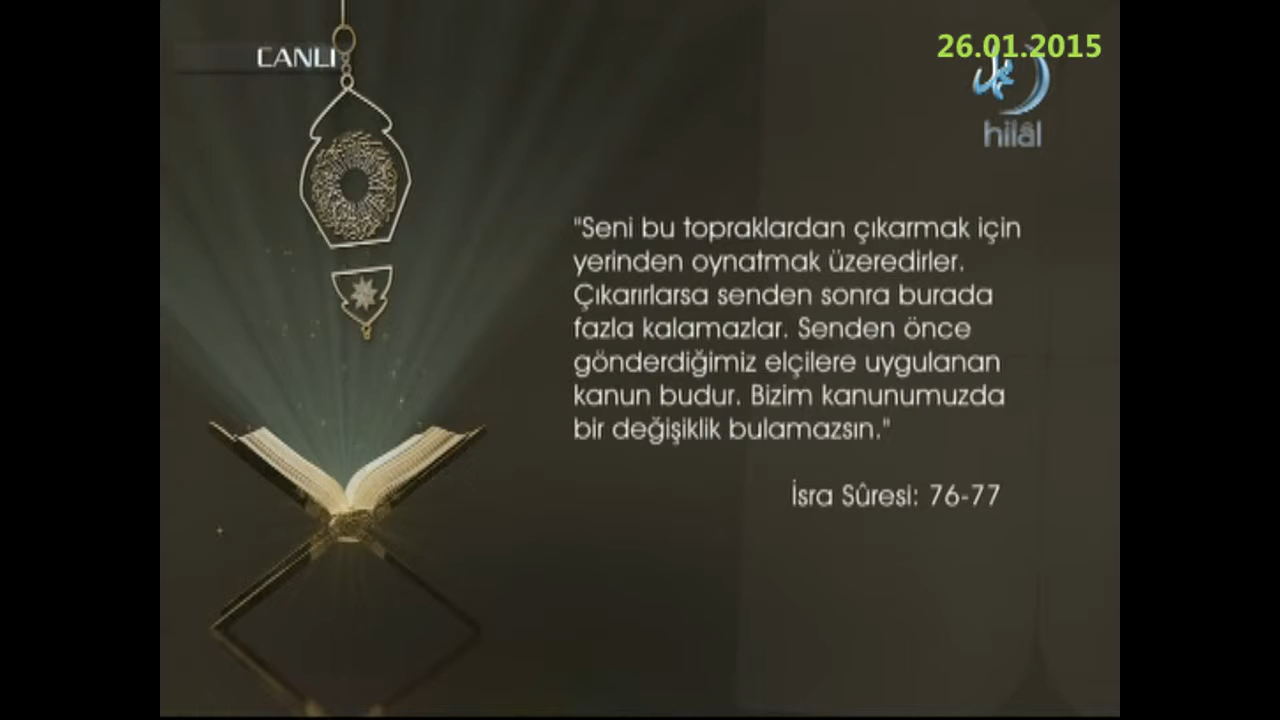 CANLI
26.01.2015
hilâl
"Seni bu topraklardan çıkarmak için
yerinden oynatmak üzeredirler.
Çıkarırlarsa senden sonra burada
fazla kalamazlar. Senden önce
gönderdiğimiz elçilere uygulanan
kanun budur. Bizim kanunumuzda
bir değişiklik bulamazsın."
İsra Sûresi: 76-77